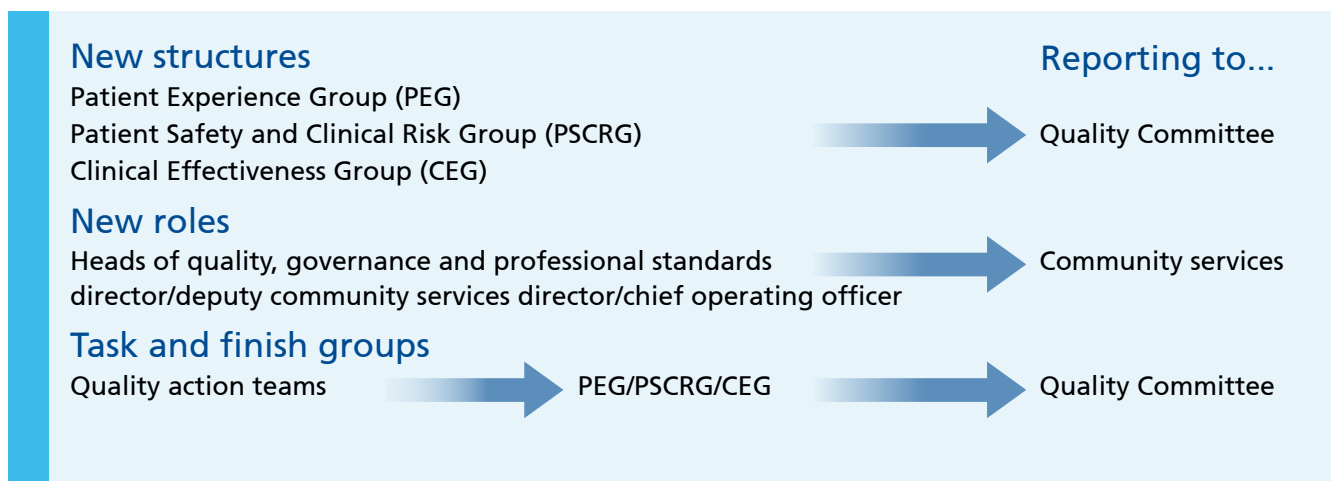 New structures
Reporting to...
Patient Experience Group (PEG)
Patient Safety and Clinical Risk Group (PSCRG)
Quality Committee
Clinical Effectiveness Group (CEG)
New roles
Heads of quality, governance and professional standards
Community services
director/deputy community services director/chief operating officer
Task and finish groups
Quality action teams
PEG/PSCRG/CEG
Quality Committee